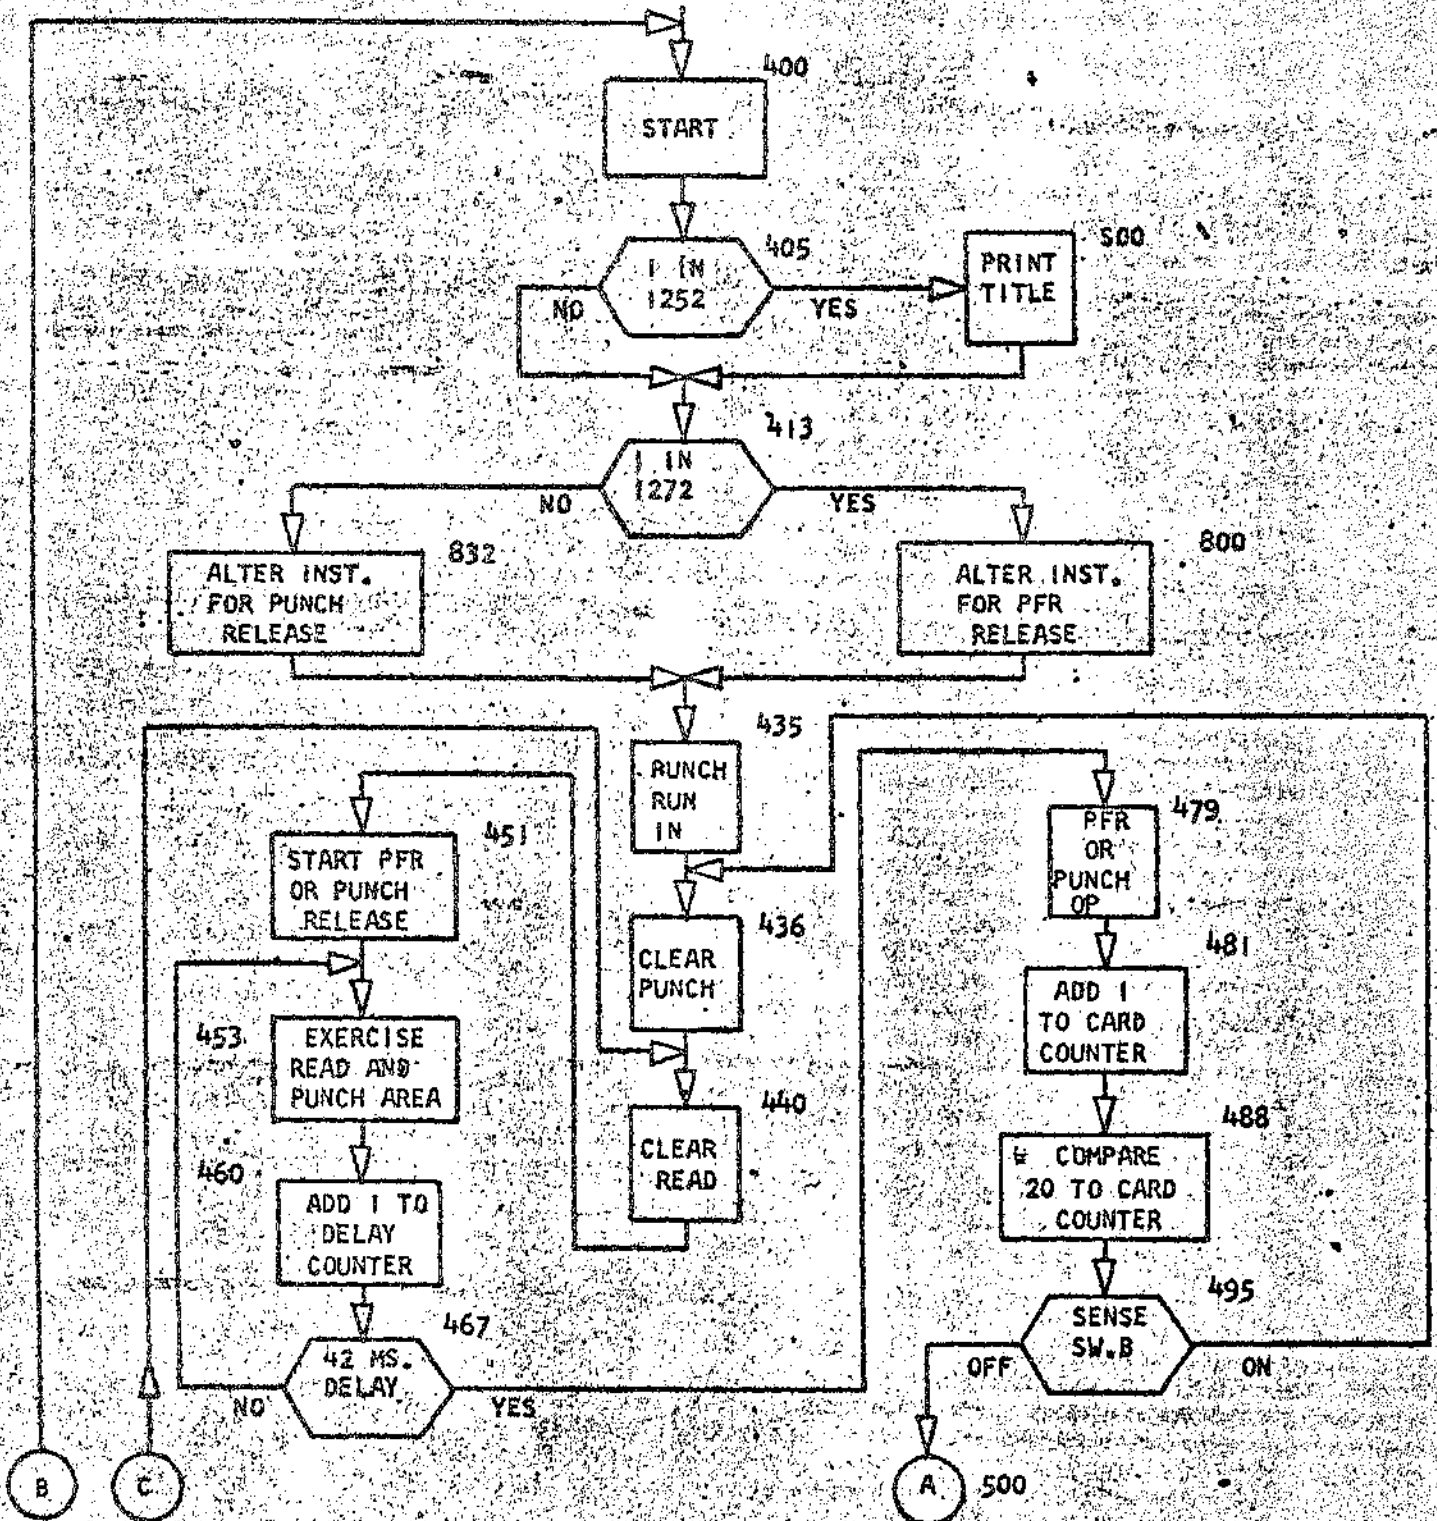 400
START
405
1 IN
1252
NO
YES
500
PRINT
TITLE
413
1 IN
1272
NO
YES
832
ALTER INST.
FOR PUNCH
RELEASE
800
ALTER INST.
FOR PFR
RELEASE
435
RUNCH
RUN
IN
451
START PFR
OR PUNCH
RELEASE
436
CLEAR
PUNCH
479
PFR
OR
PUNCH
OP
453
EXERCISE
READ AND
PUNCH AREA
440
CLEAR
READ
481
ADD 1
TO CARD
COUNTER
460
ADD 1 TO
DELAY
COUNTER
488
COMPARE
20 TO CARD
COUNTER
467
42 MS.
DELAY
NO
YES
495
SENSE
SW.B
OFF
ON
B
C
A
500